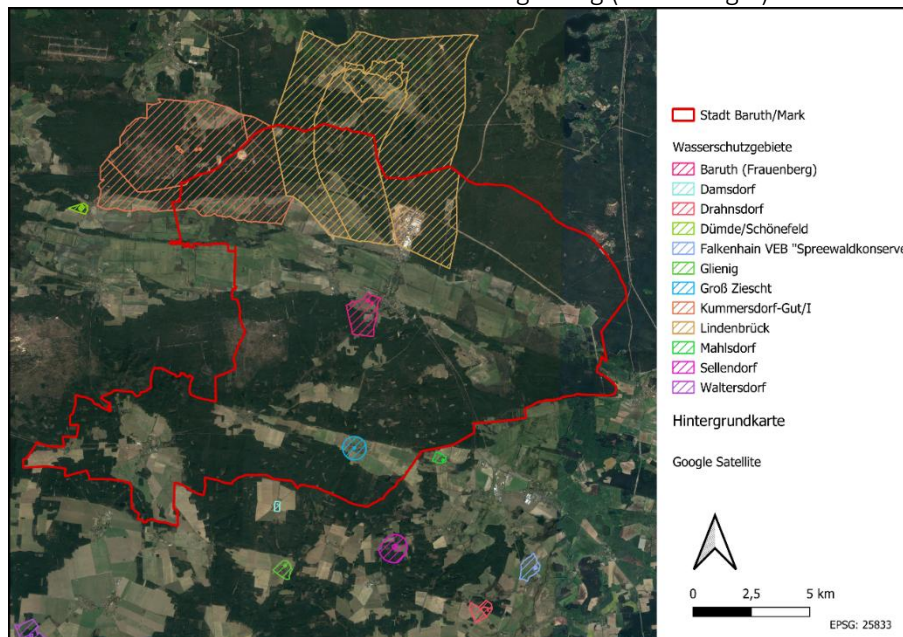 Stadt Baruth/Mark
Wasserschutzgebiete
Baruth (Frauenberg)
Damsdorf
Drahnsdorf
Dümde/Schönefeld
Falkenhain VEB "Spreewaldkonserve
Glienig
Groß Ziescht
Kummersdorf-Gut/I
Lindenbrück
Mahlsdorf
Sellendorf
Waltersdorf
Hintergrundkarte
Google Satellite
0 2,5 5 km
EPSG: 25833